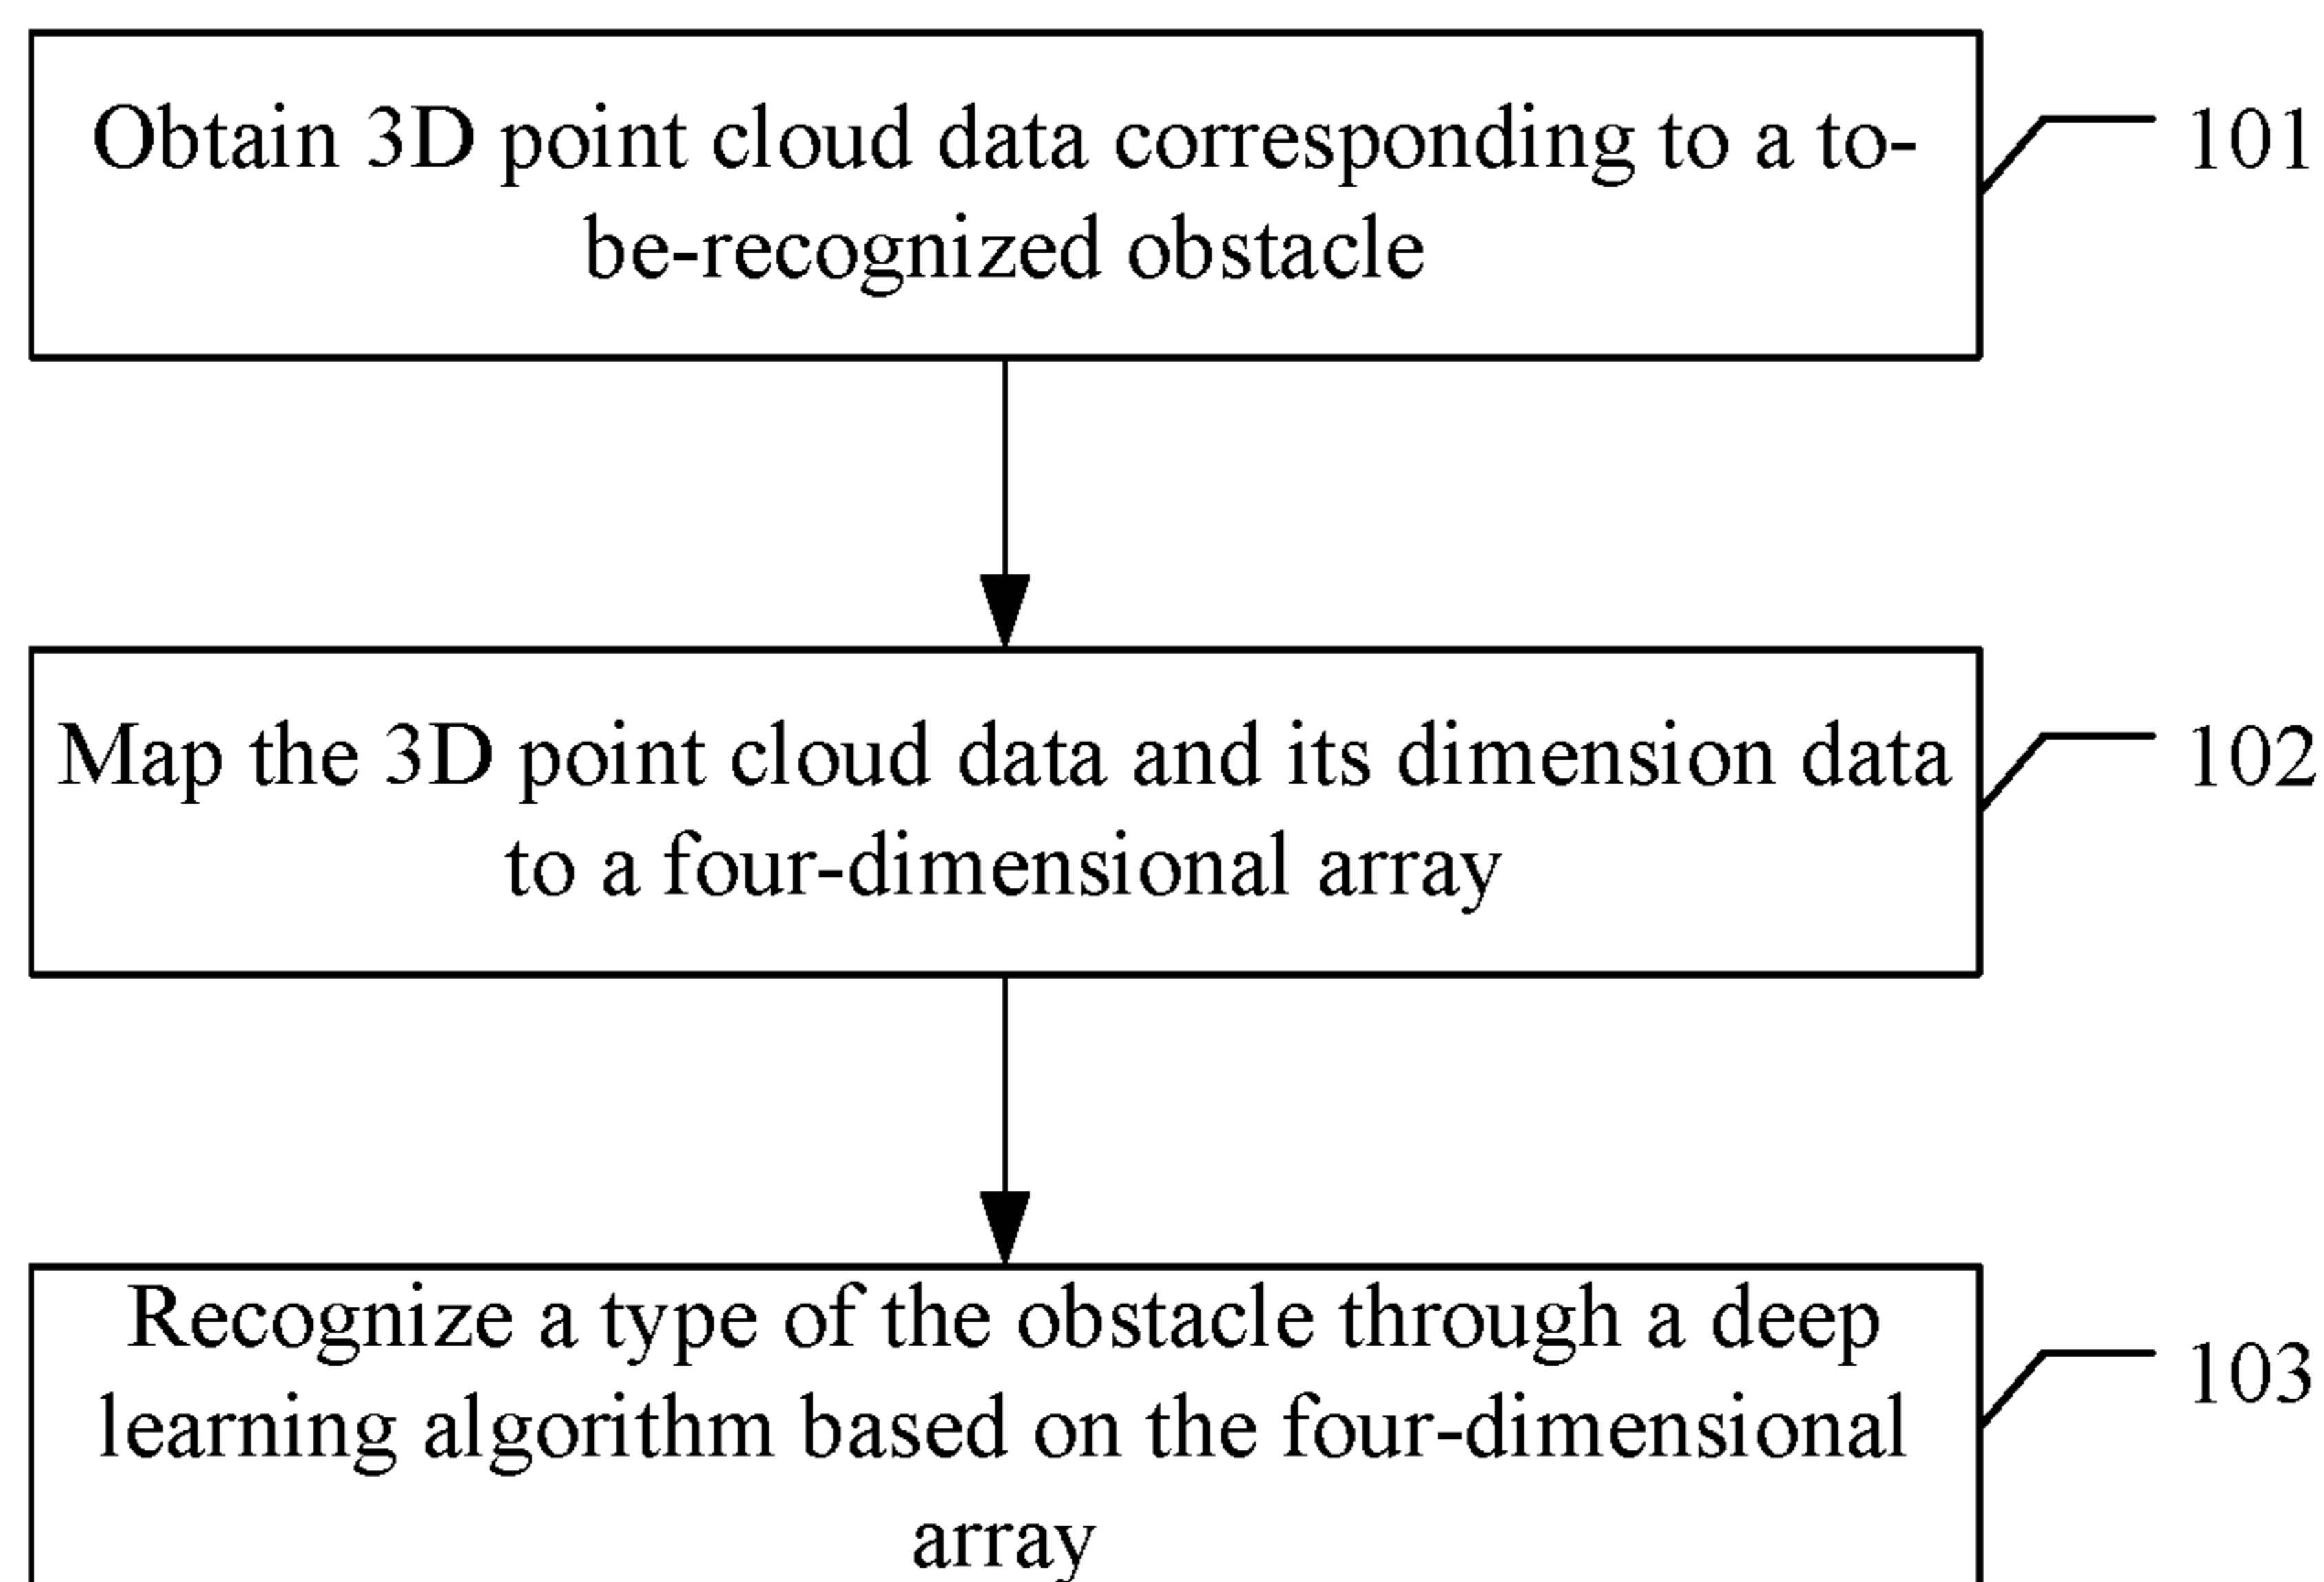 Obtain 3D point cloud data corresponding to a to-
be-recognized obstacle
101
Map the 3D point cloud data and its dimension data
to a four-dimensional array
102
Recognize a type of the obstacle through a deep
learning algorithm based on the four-dimensional
array
103